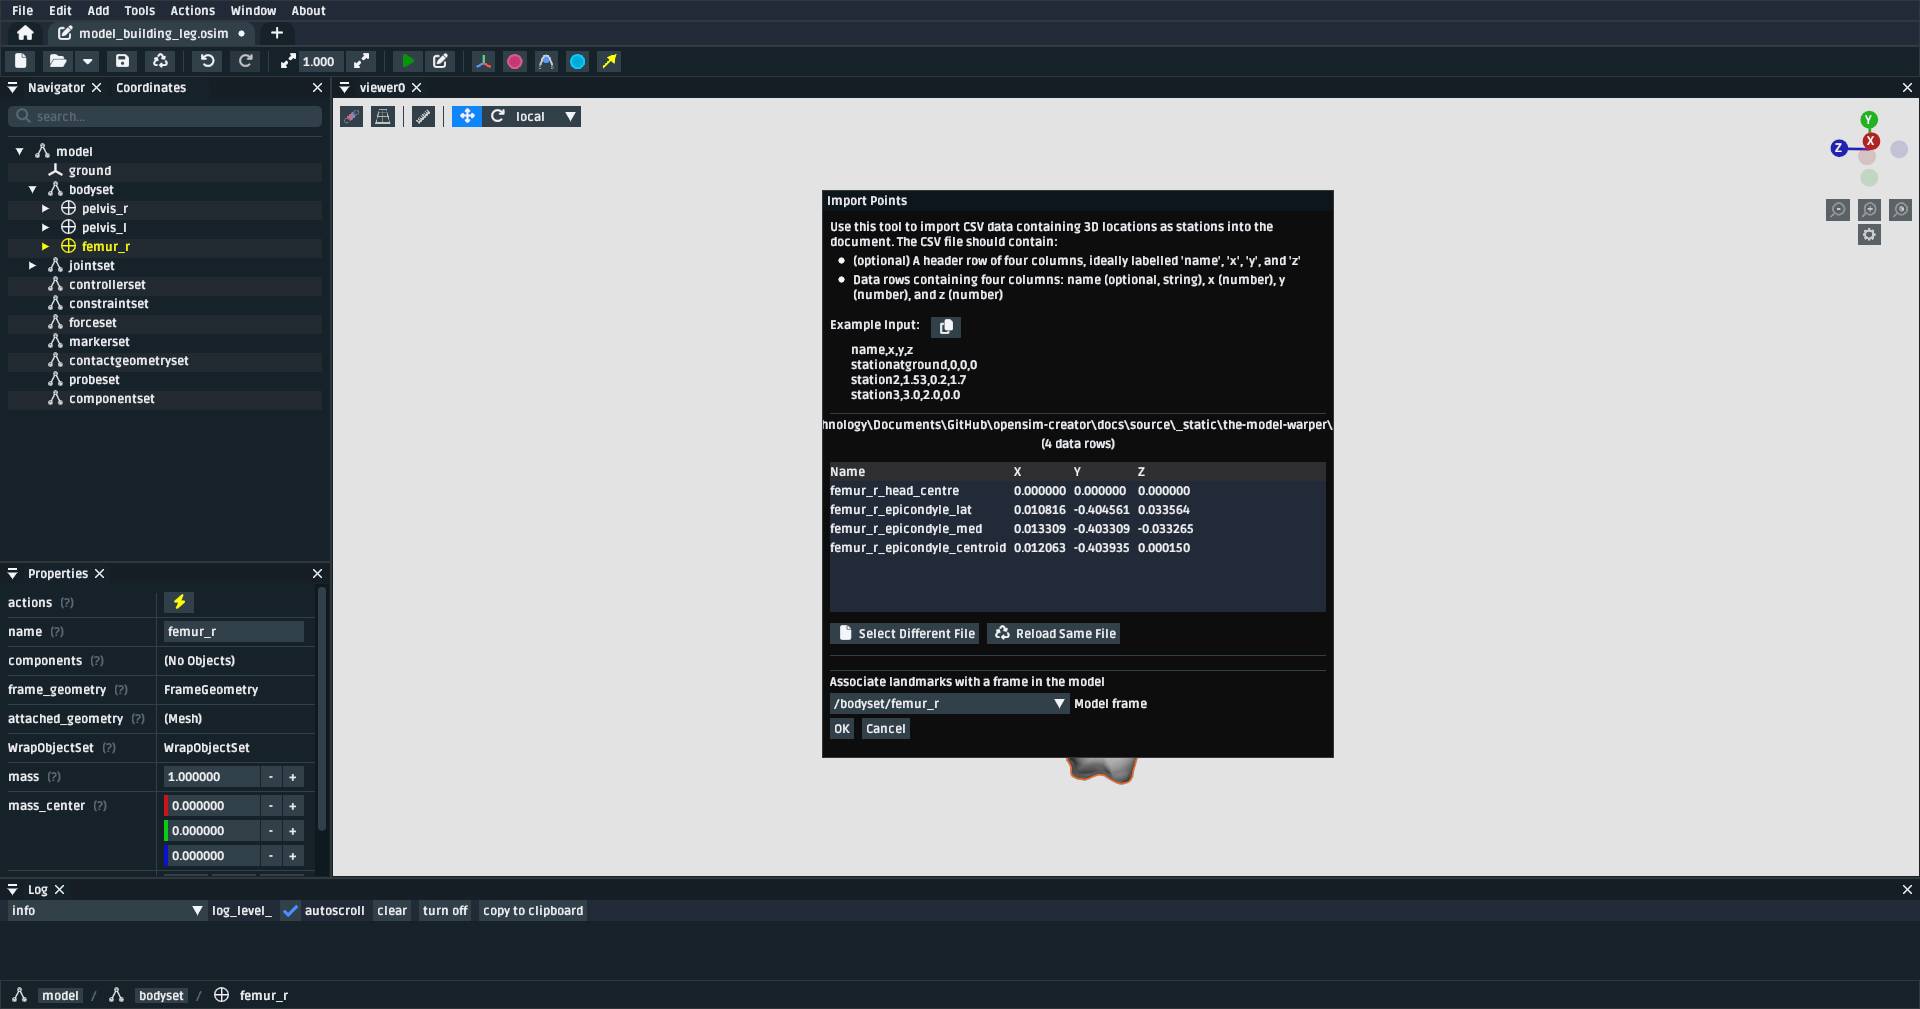 File Edit Add Tools Actions Window About
model_building_leg.osim
1.000
Navigator Coordinates
search...
model
ground
bodyset
pelvis_r
pelvis_l
femur_r
jointset
controllerset
constraintset
forceset
markerset
contactgeometryset
probeset
componentset
Properties
actions (?)
name (?) femur_r
components (?) (No Objects)
frame_geometry (?) FrameGeometry
attached_geometry (?) (Mesh)
WrapObjectSet (?) WrapObjectSet
mass (?) 1.000000 - +
mass_center (?) 0.000000 - +
0.000000 - +
0.000000 - +
viewer0
local
Y
X
Z
Import Points
Use this tool to import CSV data containing 3D locations as stations into the
document. The CSV file should contain:
(optional) A header row of four columns, ideally labelled 'name', 'x', 'y', and 'z'
Data rows containing four columns: name (optional, string), x (number), y
(number), and z (number)
Example Input:
name,x,y,z
stationatground,0,0,0
station2,1.53,0.2,1.7
station3,3.0,2.0,0.0
hnology\Documents\GitHub\opensim-creator\docs\source\_static\the-model-warper\
(4 data rows)
Name X Y Z
femur_r_head_centre 0.000000 0.000000 0.000000
femur_r_epicondyle_lat 0.010816 -0.404561 0.033564
femur_r_epicondyle_med 0.013309 -0.403309 -0.033265
femur_r_epicondyle_centroid 0.012063 -0.403935 0.000150
Select Different File Reload Same File
Associate landmarks with a frame in the model
/bodyset/femur_r Model frame
OK Cancel
Log
info log_level_ autoscroll clear turn off copy to clipboard
model / bodyset / femur_r